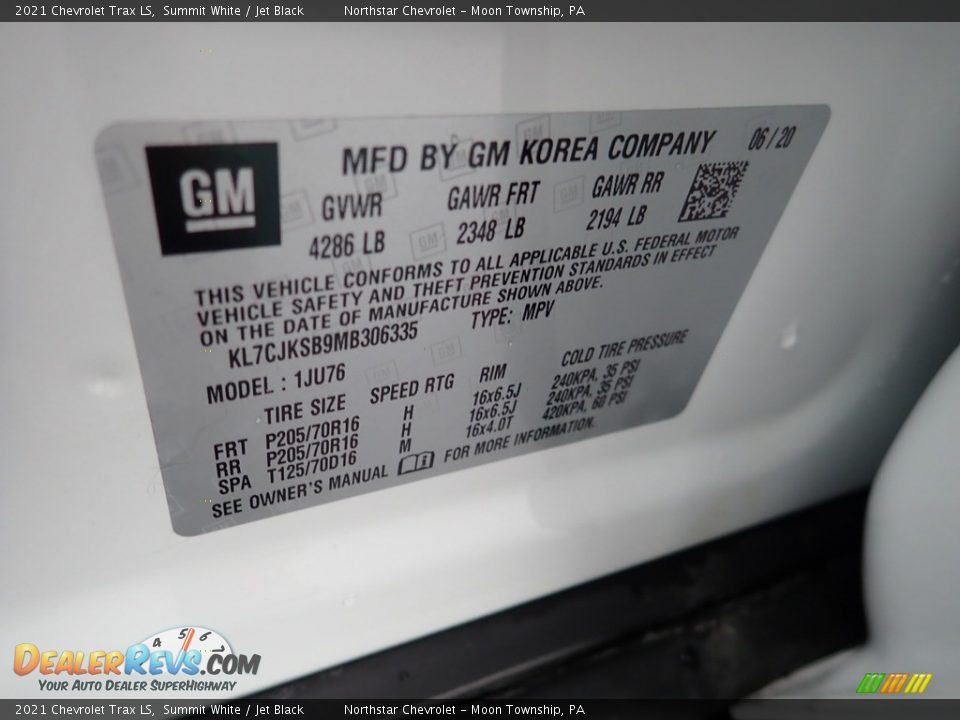 2021 Chevrolet Trax LS, Summit White / Jet Black Northstar Chevrolet - Moon Township, PA
GM
MFD BY GM KOREA COMPANY 06/20
GVWR GAWR FRT GAWR RR
4286 LB 2348 LB 2194 LB
THIS VEHICLE CONFORMS TO ALL APPLICABLE U.S. FEDERAL MOTOR
VEHICLE SAFETY AND THEFT PREVENTION STANDARDS IN EFFECT
ON THE DATE OF MANUFACTURE SHOWN ABOVE.
KL7CJKSB9MB306335 TYPE: MPV
MODEL : 1JU76
TIRE SIZE SPEED RTG RIM COLD TIRE PRESSURE
FRT P205/70R16 H 16x6.5J 240KPA, 35 PSI
RR P205/70R16 H 16x6.5J 240KPA, 35 PSI
SPA T125/70D16 M 16x4.0T 420KPA, 60 PSI
SEE OWNER'S MANUAL FOR MORE INFORMATION.
4 5 6
DEALERREVS.COM
YOUR AUTO DEALER SUPERHIGHWAY
2021 Chevrolet Trax LS, Summit White / Jet Black Northstar Chevrolet - Moon Township, PA